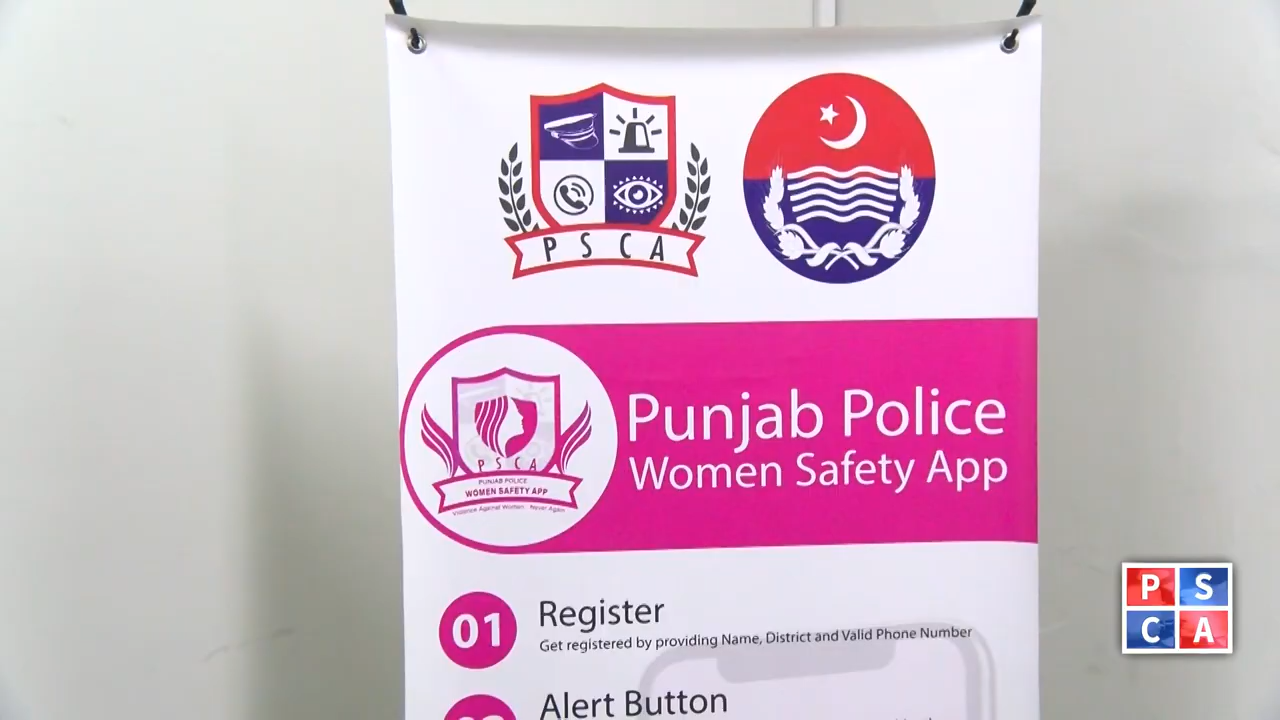 PSCA
PSCA
PUNJAB POLICE
WOMEN SAFETY APP
Violence Against Women Never Again
Punjab Police
Women Safety App
01 Register
Get registered by providing Name, District and Valid Phone Number
Alert Button
P S
C A